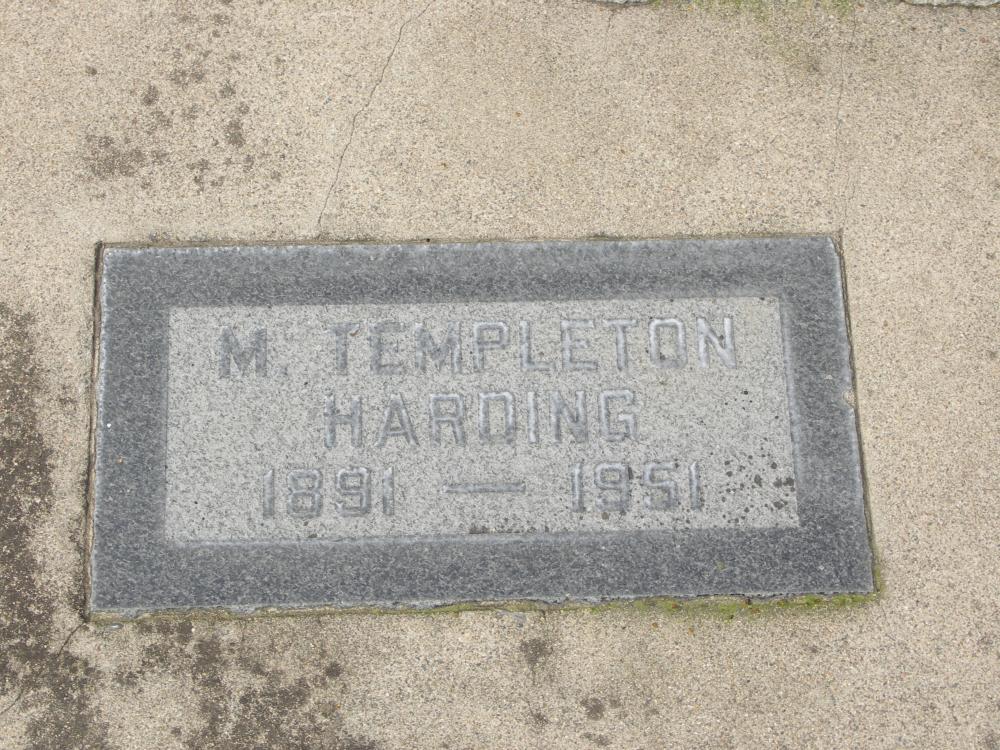 M. TEMPLETON
HARDING
1891 — 1951